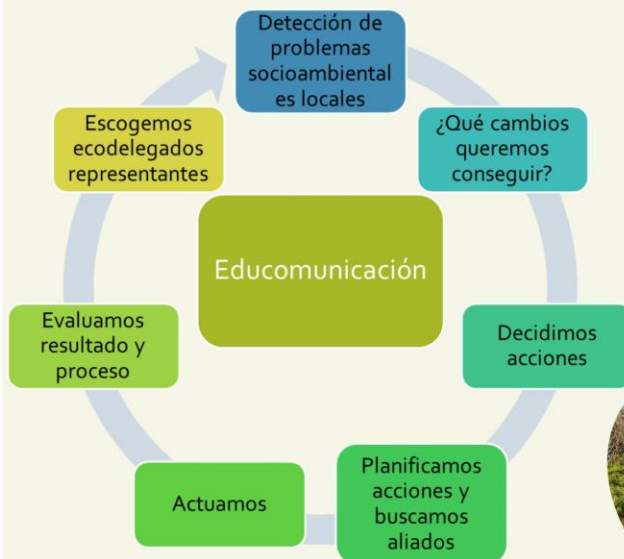 Detección de
problemas
socioambiental
es locales
¿Qué cambios
queremos
conseguir?
Decidimos
acciones
Planificamos
acciones y
buscamos
aliados
Actuamos
Evaluamos
resultado y
proceso
Escogemos
ecodelegados
representantes
Educomunicación